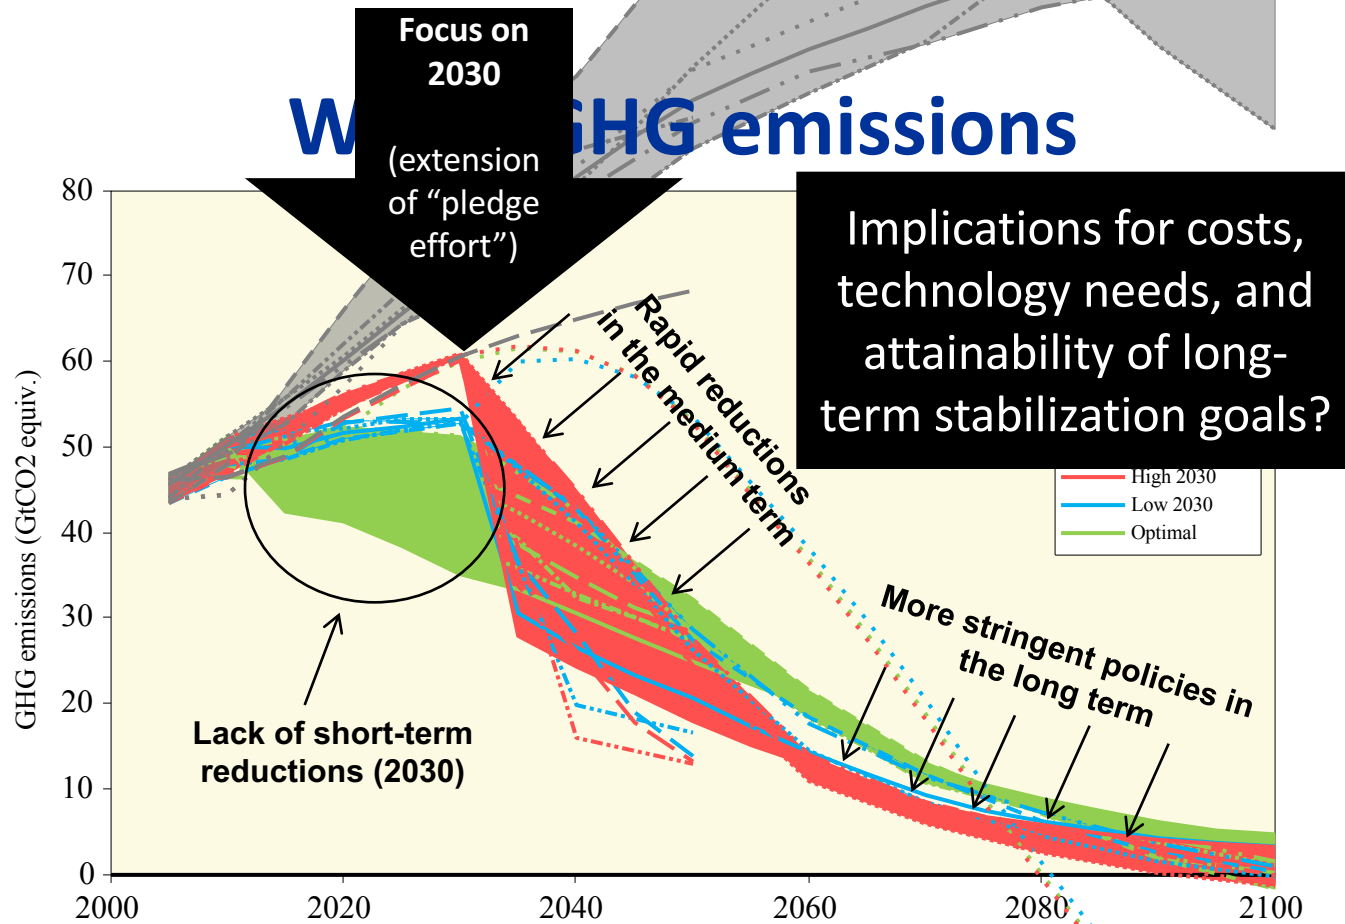 Focus on
2030
(extension
of “pledge
effort”)
W GHG emissions
Implications for costs,
technology needs, and
attainability of long-
term stabilization goals?
GHG emissions (GtCO2 equiv.)
80
70
60
50
40
30
20
10
0
2000
2020
2040
2060
2080
2100
Rapid reductions
in the medium term
High 2030
Low 2030
Optimal
More stringent policies in
the long term
Lack of short-term
reductions (2030)